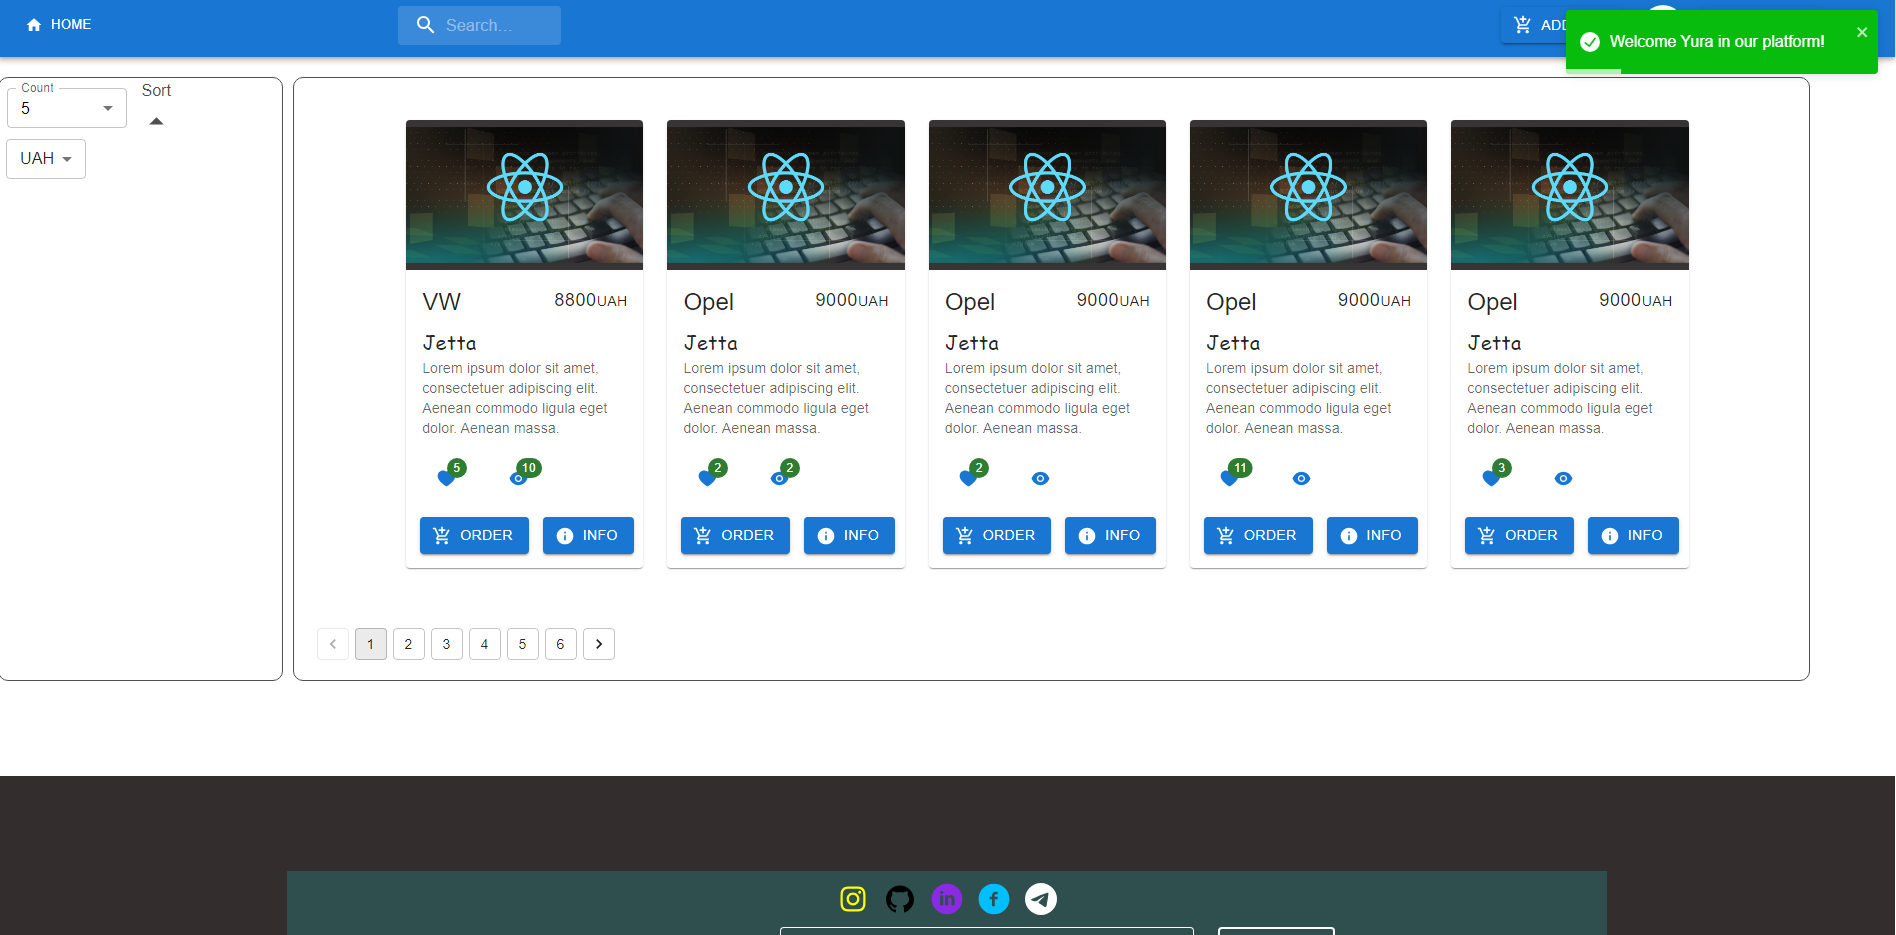 HOME
Search...
ADD
Welcome Yura in our platform!
Count
5
Sort
UAH
VW 8800UAH
Jetta
Lorem ipsum dolor sit amet,
consectetuer adipiscing elit.
Aenean commodo ligula eget
dolor. Aenean massa.
5 10
ORDER INFO
Opel 9000UAH
Jetta
Lorem ipsum dolor sit amet,
consectetuer adipiscing elit.
Aenean commodo ligula eget
dolor. Aenean massa.
2 2
ORDER INFO
Opel 9000UAH
Jetta
Lorem ipsum dolor sit amet,
consectetuer adipiscing elit.
Aenean commodo ligula eget
dolor. Aenean massa.
2
ORDER INFO
Opel 9000UAH
Jetta
Lorem ipsum dolor sit amet,
consectetuer adipiscing elit.
Aenean commodo ligula eget
dolor. Aenean massa.
11
ORDER INFO
Opel 9000UAH
Jetta
Lorem ipsum dolor sit amet,
consectetuer adipiscing elit.
Aenean commodo ligula eget
dolor. Aenean massa.
3
ORDER INFO
1 2 3 4 5 6